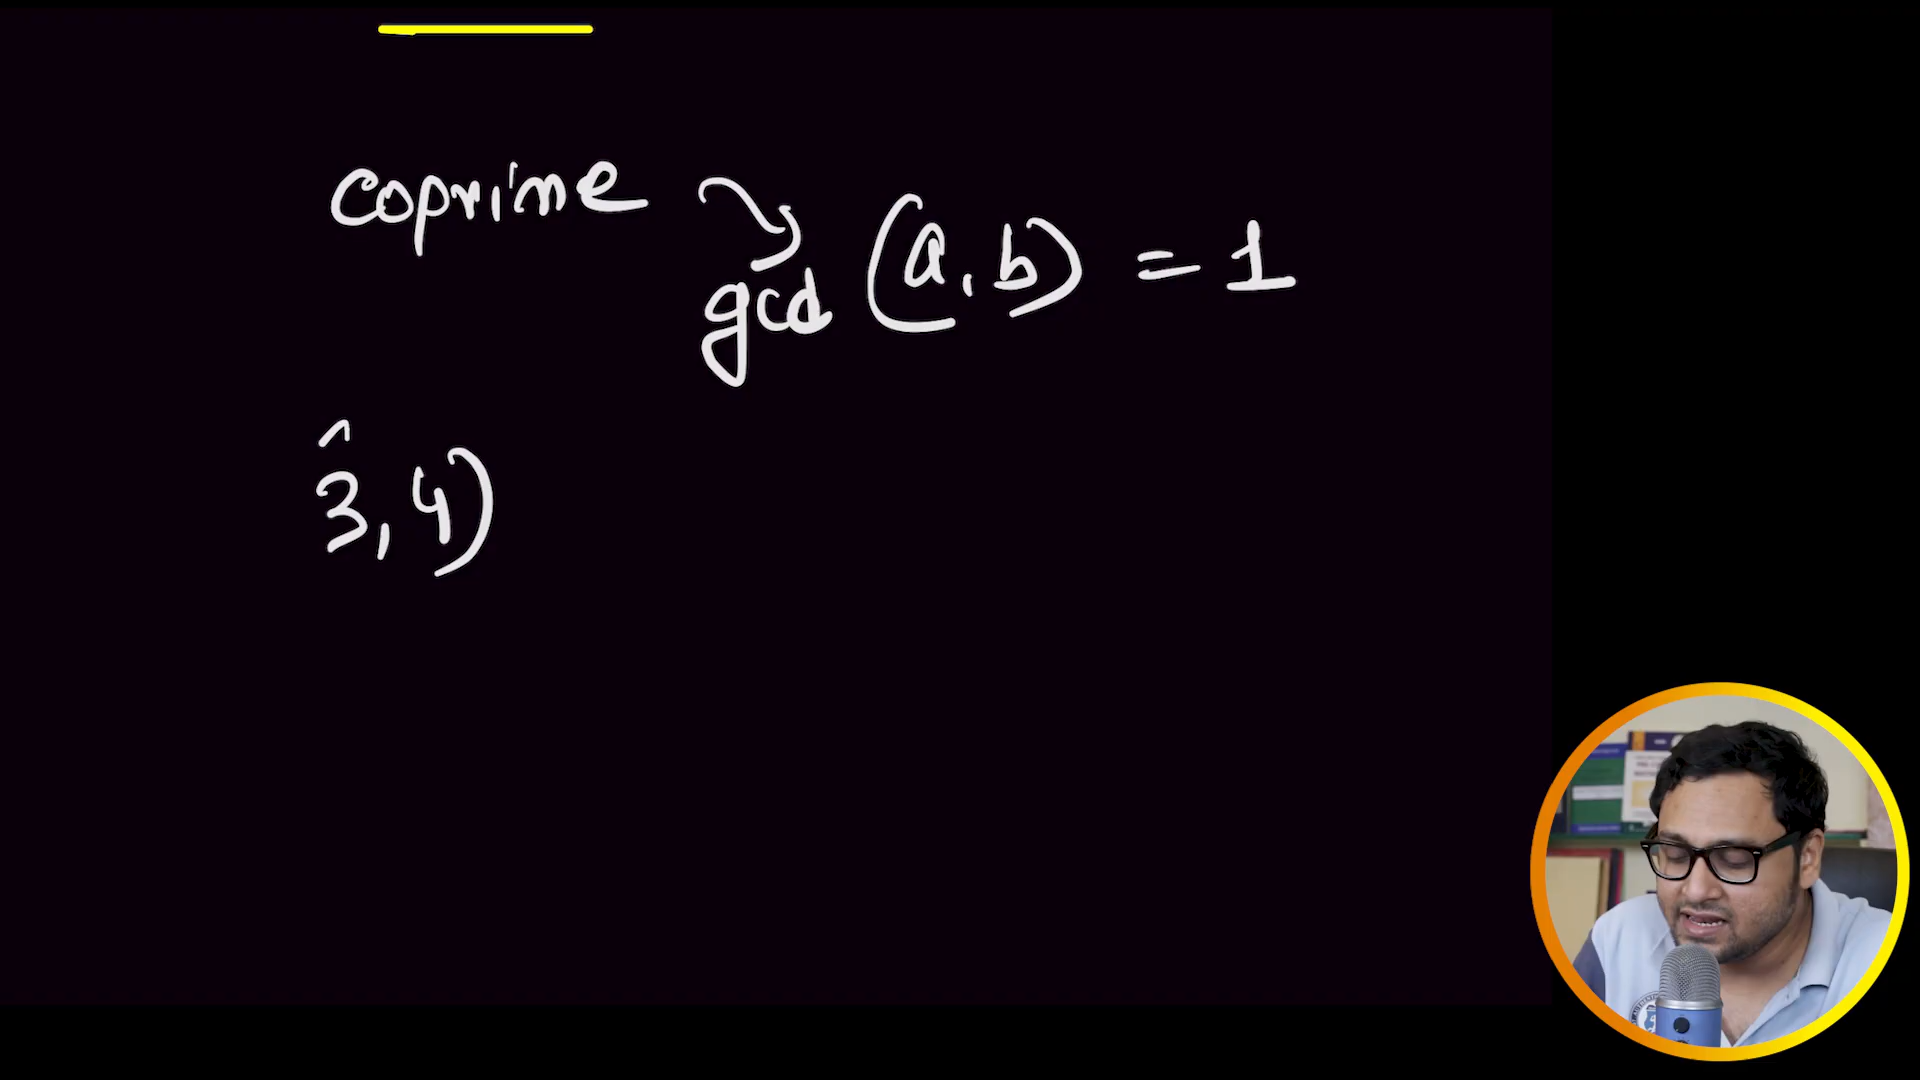 coprime
gcd (a, b) = 1
3, 4)